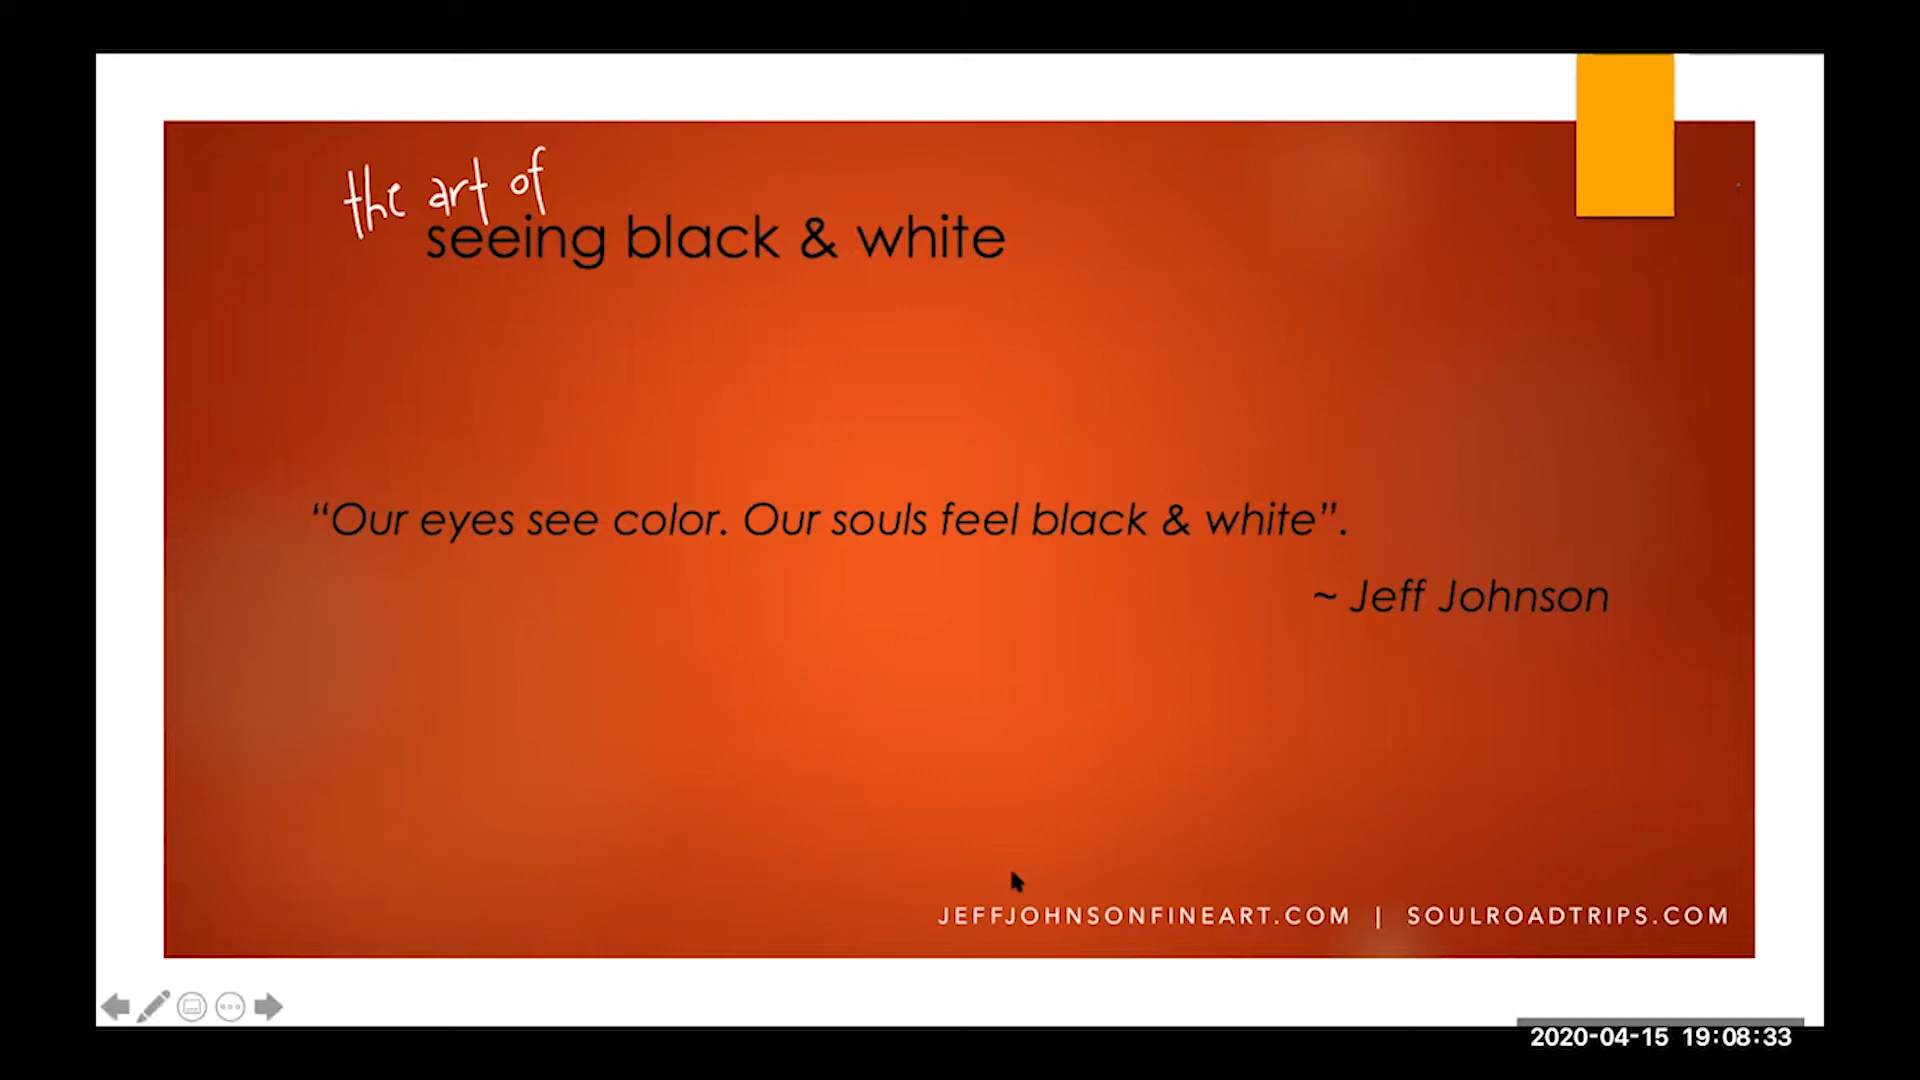 the art of
seeing black & white
“Our eyes see color. Our souls feel black & white”.
~ Jeff Johnson
JEFFJOHNSONFINEART.COM | SOULROADTRIPS.COM
2020-04-15 19:08:33